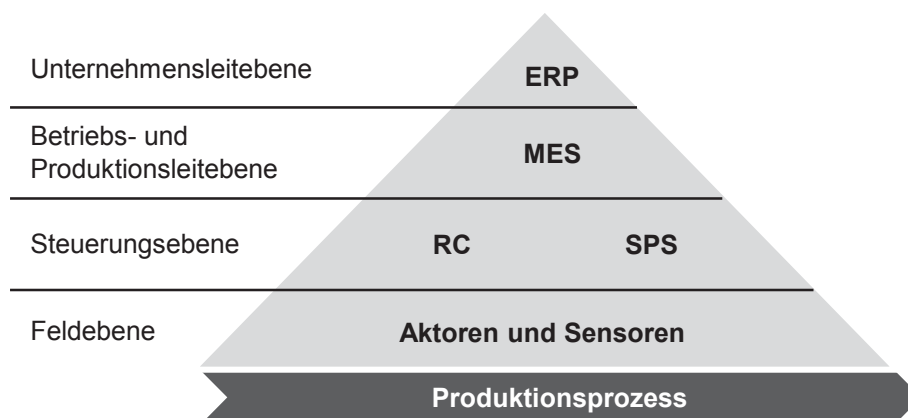 Unternehmensleitebene
ERP
Betriebs- und
Produktionsleitebene
MES
Steuerungsebene
RC
SPS
Feldebene
Aktoren und Sensoren
Produktionsprozess